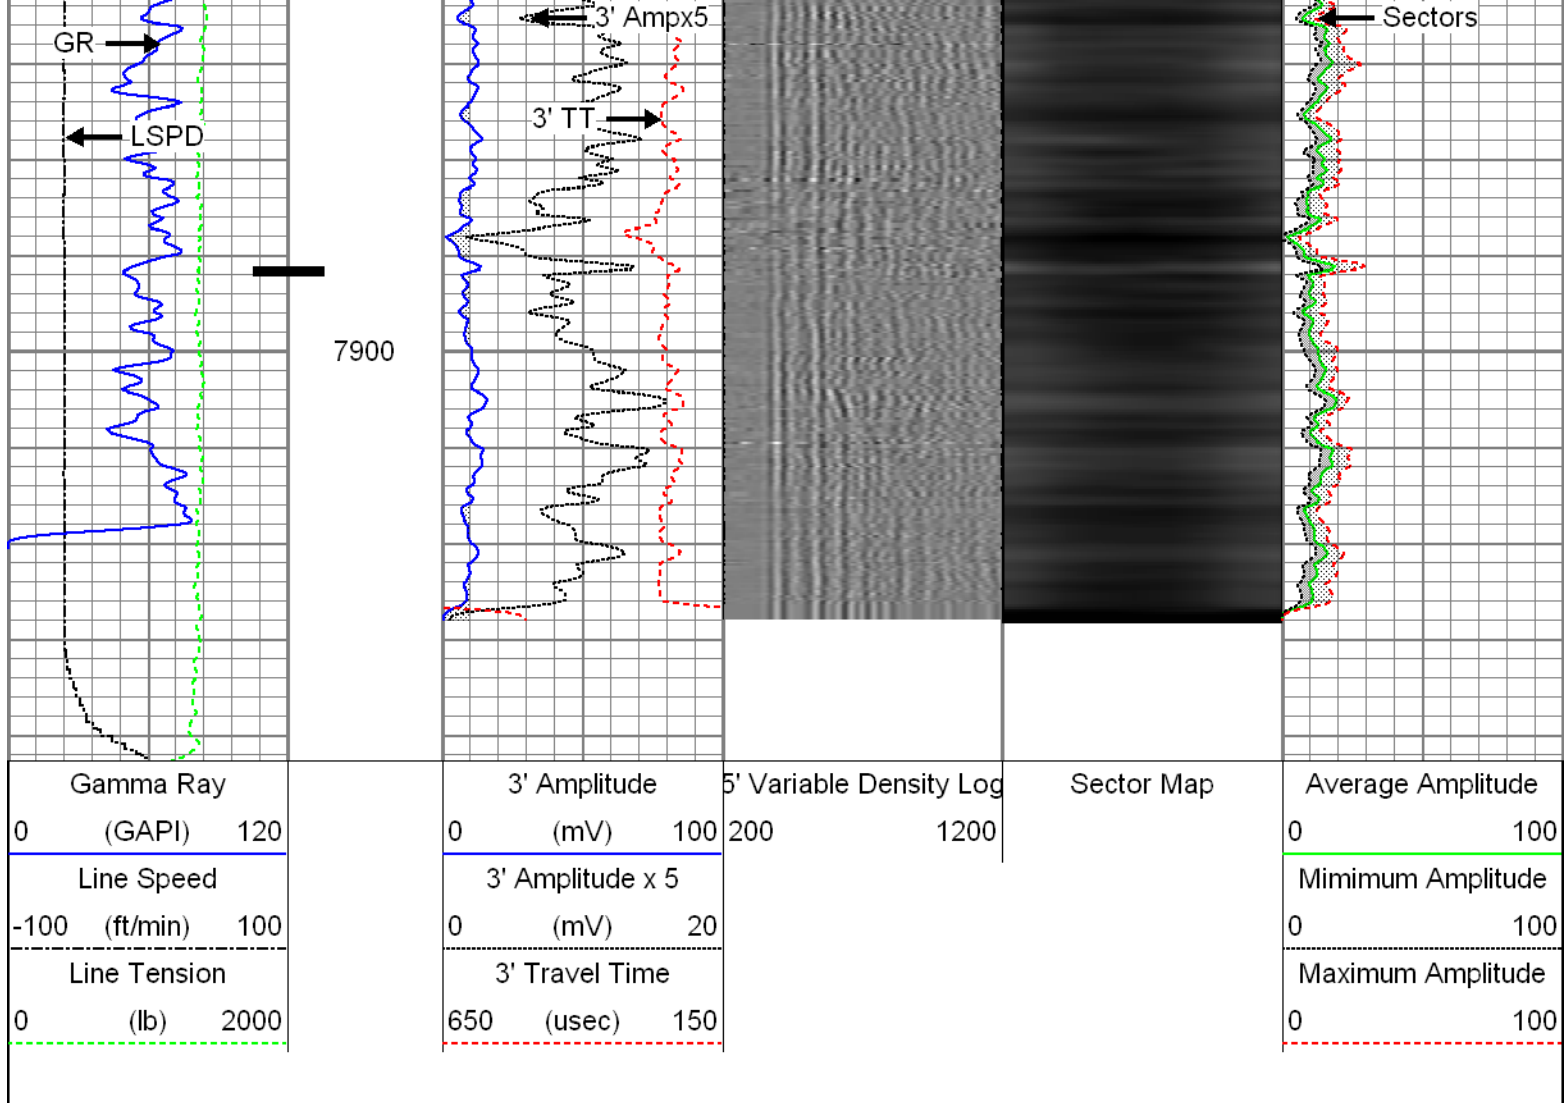 3' Ampx5
Sectors
GR
3' TT
LSPD
7900
Gamma Ray
0 (GAPI) 120
Line Speed
-100 (ft/min) 100
Line Tension
0 (lb) 2000
3' Amplitude
0 (mV) 100
3' Amplitude x 5
0 (mV) 20
3' Travel Time
650 (usec) 150
5' Variable Density Log
200 1200
Sector Map
Average Amplitude
0 100
Mimimum Amplitude
0 100
Maximum Amplitude
0 100